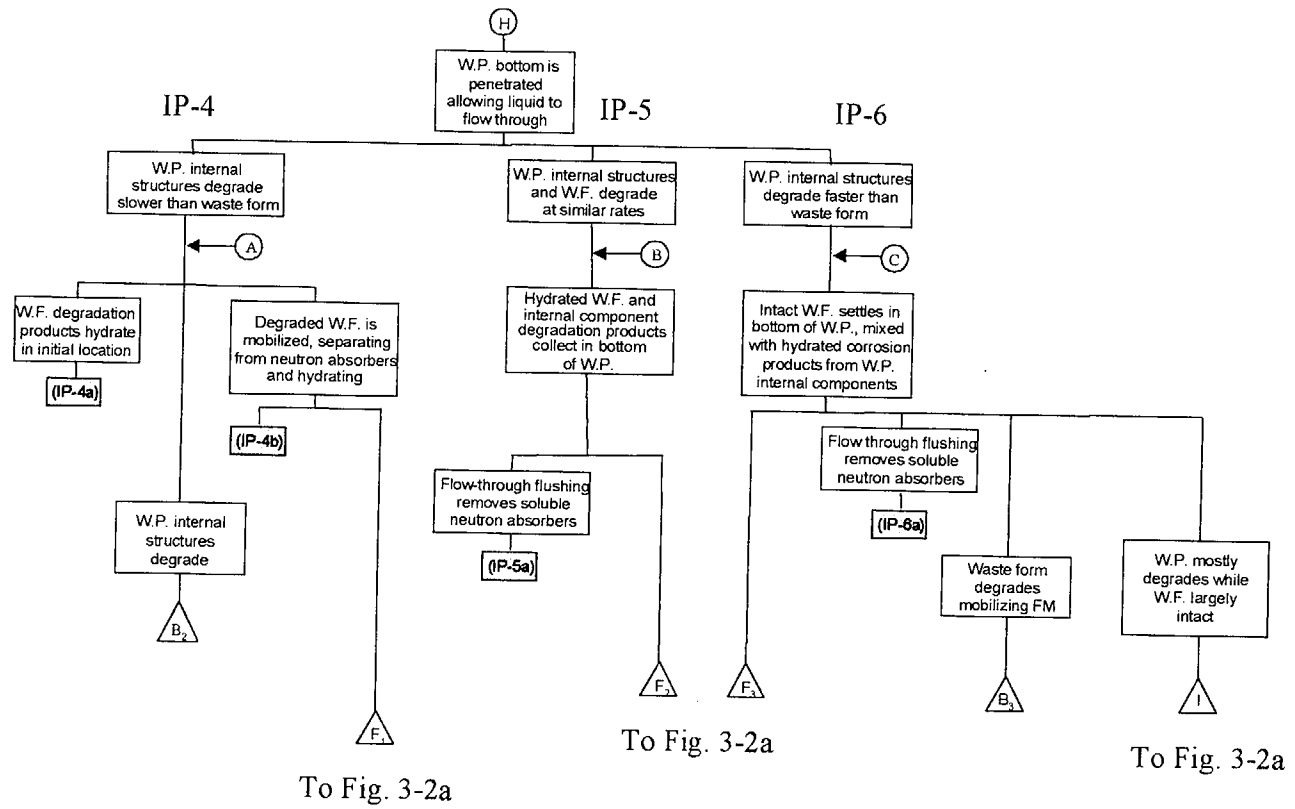 H
W.P. bottom is
penetrated
allowing liquid to
flow through
IP-4
IP-5
IP-6
W.P. internal
structures degrade
slower than waste form
W.P. internal structures
and W.F. degrade
at similar rates
W.P. internal structures
degrade faster than
waste form
A
B
C
W.F. degradation
products hydrate
in initial location
(IP-4a)
Degraded W.F. is
mobilized, separating
from neutron absorbers
and hydrating
(IP-4b)
Hydrated W.F. and
internal component
degradation products
collect in bottom
of W.P.
Intact W.F. settles in
bottom of W.P., mixed
with hydrated corrosion
products from W.P.
internal components
W.P. internal
structures
degrade
Flow-through flushing
removes soluble
neutron absorbers
(IP-5a)
Flow through flushing
removes soluble
neutron absorbers
(IP-6a)
Waste form
degrades
mobilizing FM
W.P. mostly
degrades while
W.F. largely
intact
B₂
F₁
F₂
F₃
B₃
I
To Fig. 3-2a
To Fig. 3-2a
To Fig. 3-2a